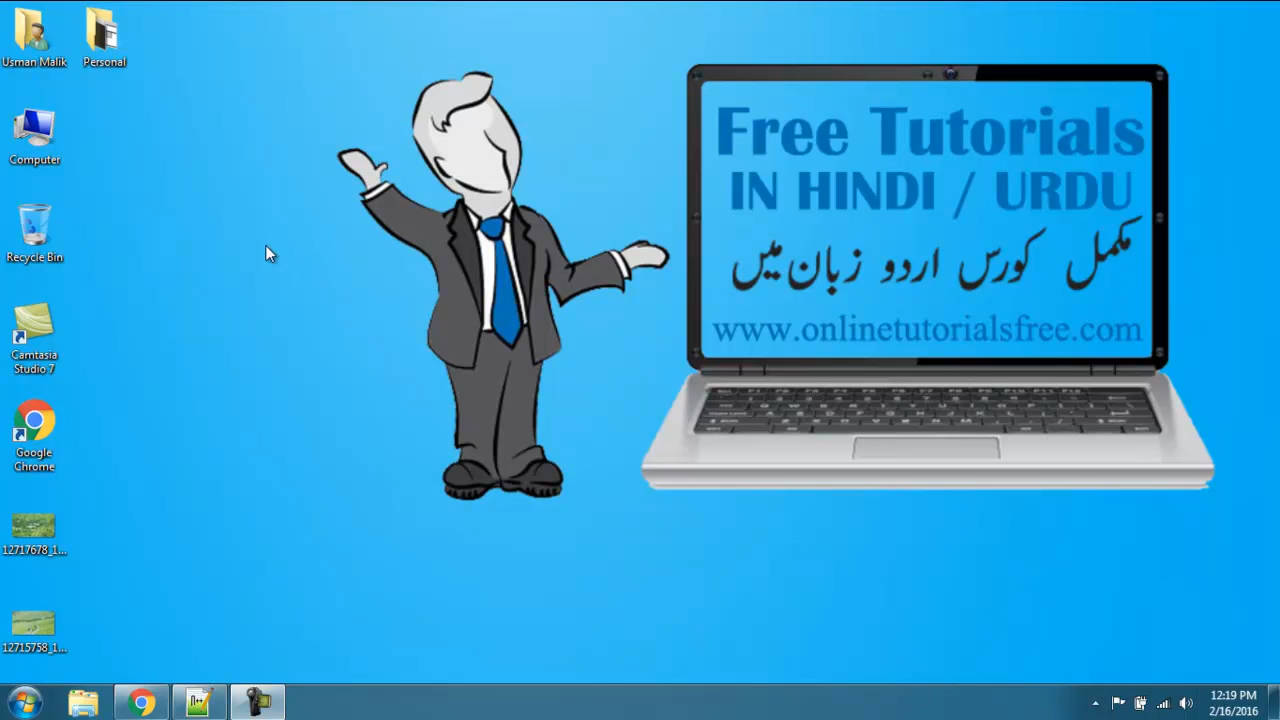 Usman Malik
Personal
Computer
Recycle Bin
Camtasia
Studio 7
Google
Chrome
12717678_1...
12715758_1...
Free Tutorials
IN HINDI / URDU
مکمل کورس اردو زبان میں
www.onlinetutorialsfree.com
12:19 PM
2/16/2016